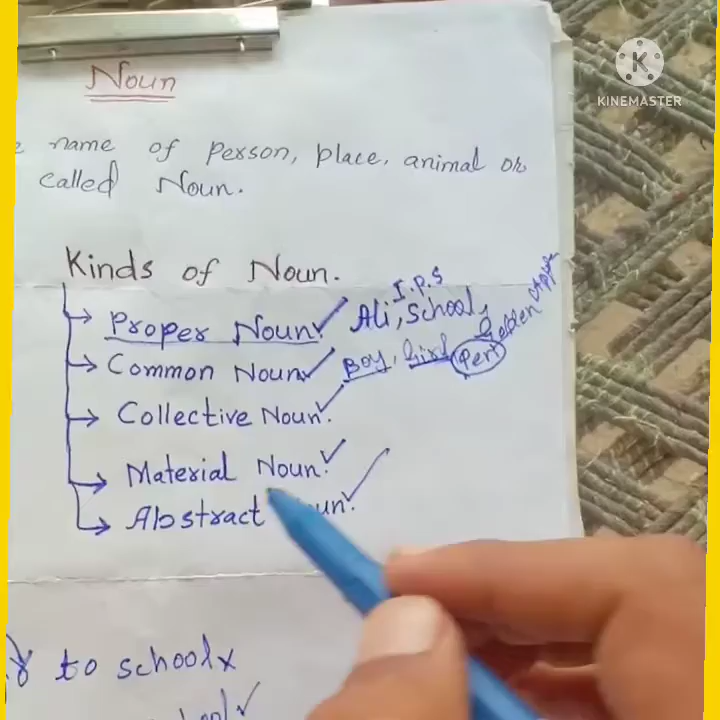 Noun
KINEMASTER
name of person, place, animal or
called Noun.
Kinds of Noun.
Proper Noun. Ali, I.P.S School, Golden Apple
Common Noun Boy, Girl Pen
Collective Noun.
Material Noun.
Abstract
to school x